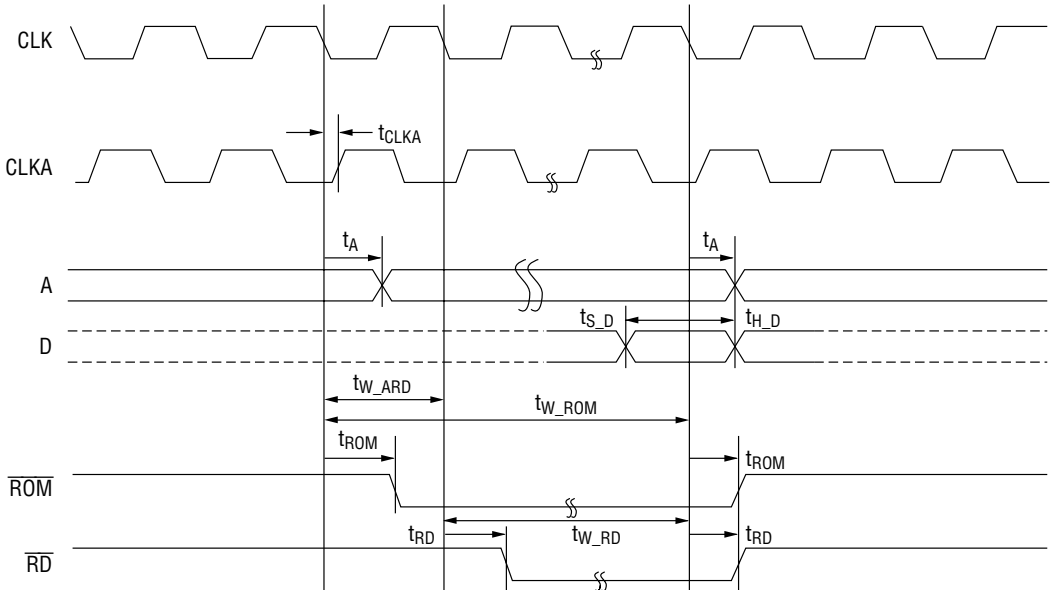 CLK
tCLKA
CLKA
tA tA
A
tS_D tH_D
D
tW_ARD
tW_ROM
tROM tROM
ROM
tRD tW_RD tRD
RD